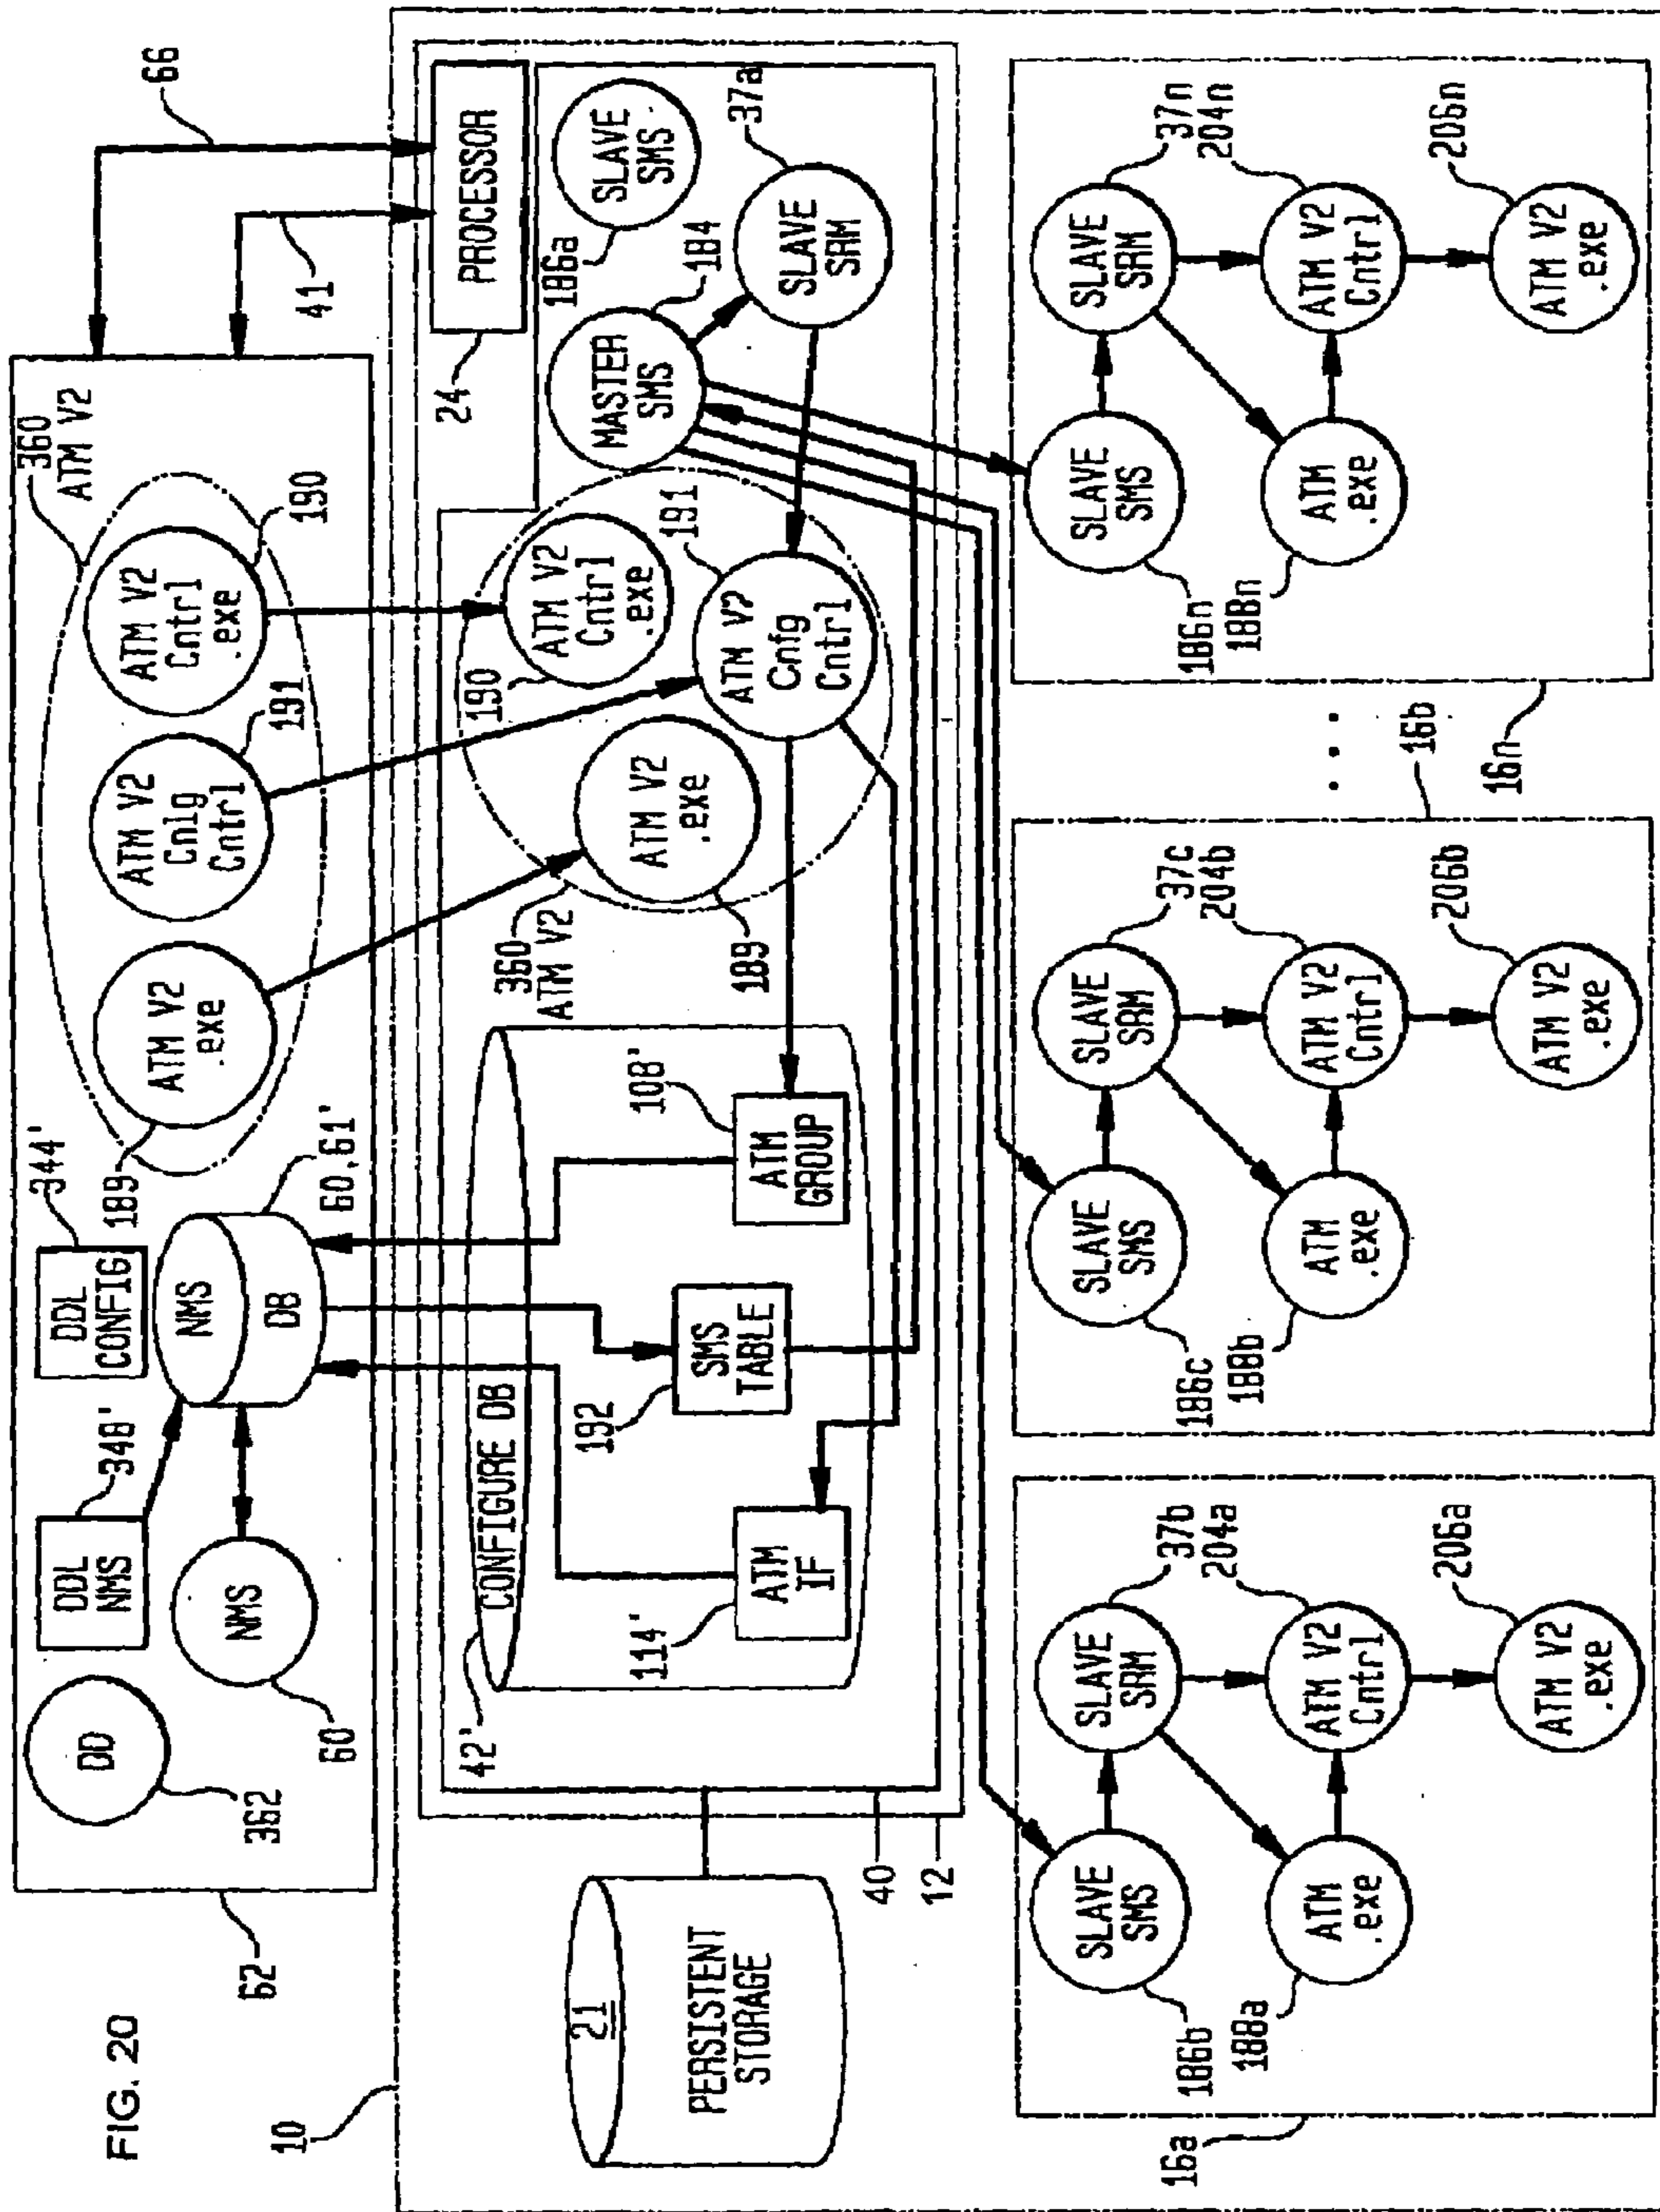 FIG. 20
62
DD
362
DDL
NMS
348'
NMS
60
DDL
CONFIG
344'
NMS
DB
60,61'
189
ATM V2
.exe
ATM V2
Cnlg
Cntrl
191
ATM V2
Cntrl
.exe
190
360
ATM V2
41
66
10
21
PERSISTENT
STORAGE
40
12
42'
CONFIGURE DB
114'
ATM
IF
192
SMS
TABLE
108'
ATM
GROUP
360
ATM V2
189
ATM V2
.exe
190
ATM V2
Cntrl
.exe
ATM V2
Cnfg
Cntrl
191
24
PROCESSOR
MASTER
SMS
184
186a
SLAVE
SMS
SLAVE
SRM
37a
16a
186b
SLAVE
SMS
SLAVE
SRM
37b
204a
188a
ATM
.exe
ATM V2
Cntrl
ATM V2
.exe
206a
16b
186c
SLAVE
SMS
SLAVE
SRM
37c
204b
188b
ATM
.exe
ATM V2
Cntrl
ATM V2
.exe
206b
...
16n
186n
SLAVE
SMS
SLAVE
SRM
37n
204n
188n
ATM
.exe
ATM V2
Cntrl
ATM V2
.exe
206n